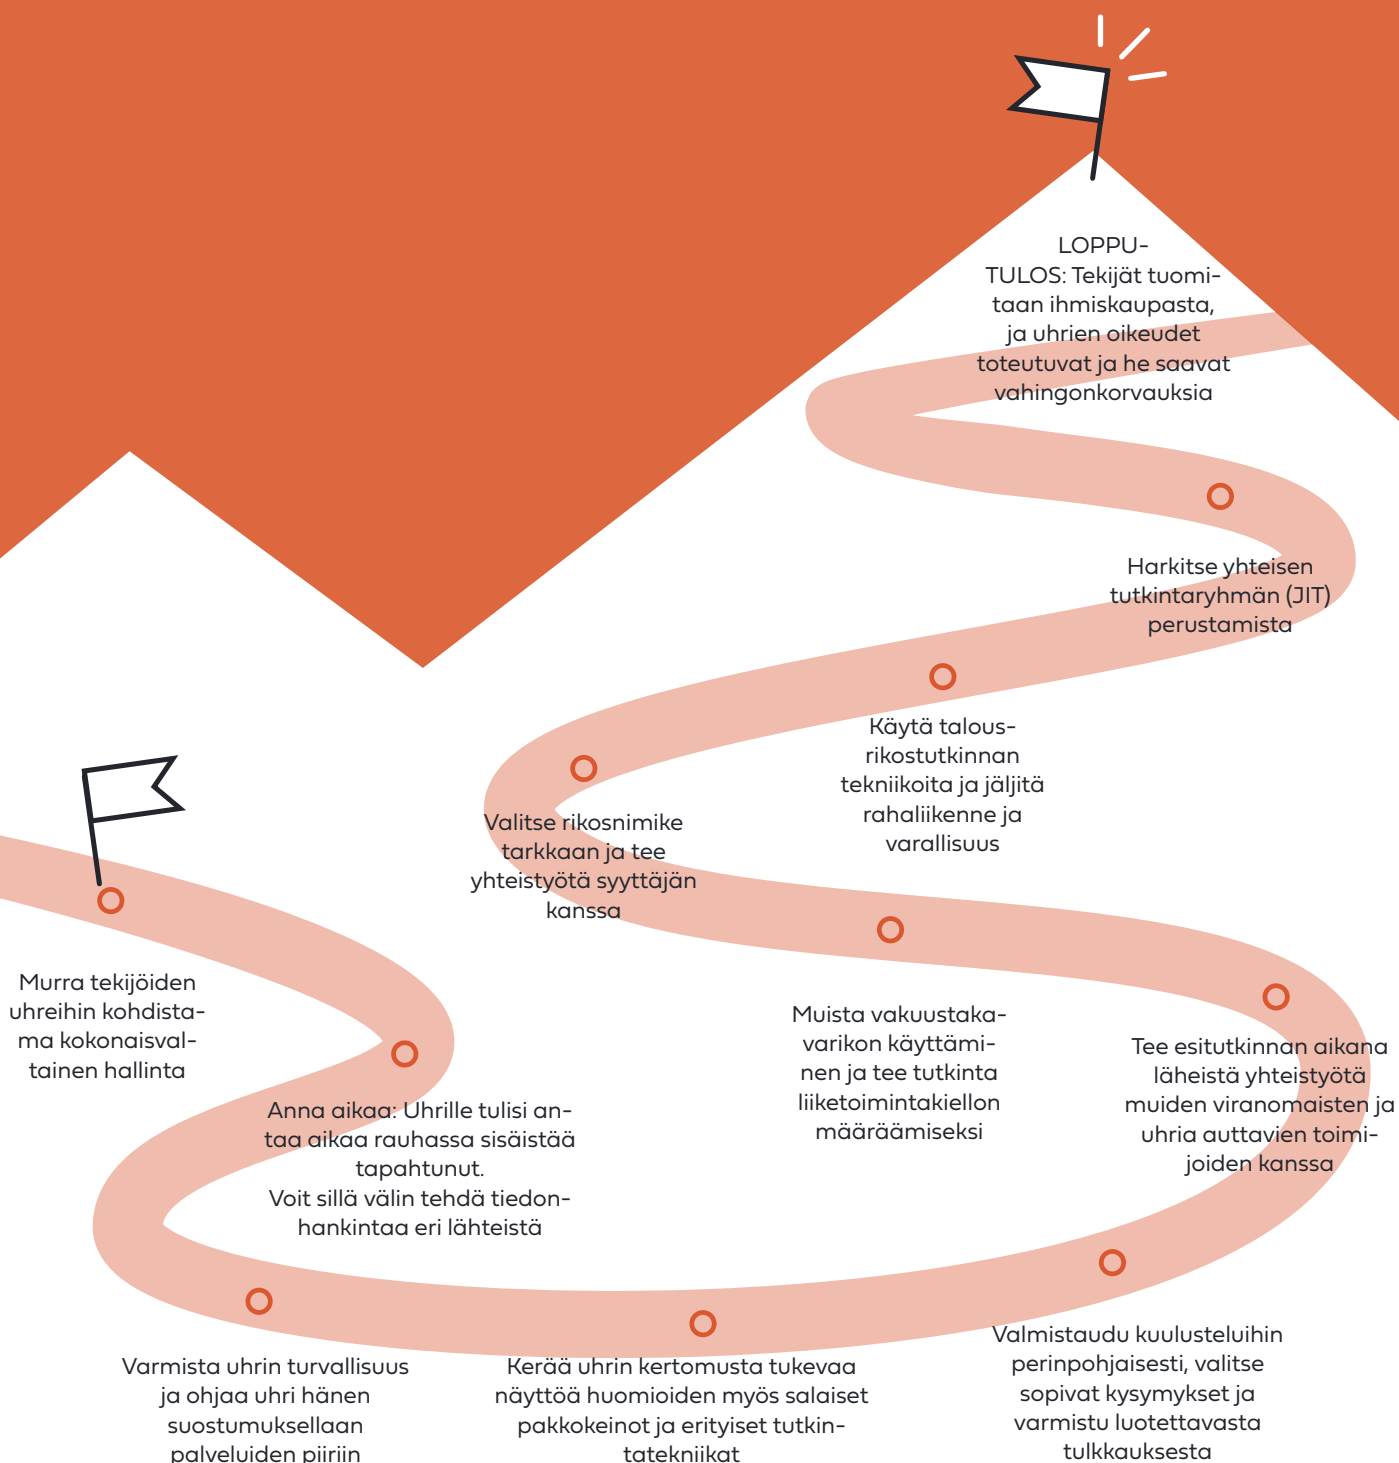 LOPPU-
TULOS: Tekijät tuomi-
taan ihmiskaupasta,
ja uhrien oikeudet
toteutuvat ja he saavat
vahingonkorvauksia
Harkitse yhteisen
tutkintaryhmän (JIT)
perustamista
Käytä talous-
rikostutkinnan
tekniikoita ja jäljitä
rahaliikenne ja
varallisuus
Valitse rikosnimike
tarkkaan ja tee
yhteistyötä syyttäjän
kanssa
Murra tekijöiden
uhreihin kohdista-
ma kokonaisval-
tainen hallinta
Muista vakuustaka-
varikon käyttämi-
nen ja tee tutkinta
liiketoimintakiellon
määräämiseksi
Tee esitutkinnan aikana
läheistä yhteistyötä
muiden viranomaisten ja
uhria auttavien toimi-
joiden kanssa
Anna aikaa: Uhrille tulisi an-
taa aikaa rauhassa sisäistää
tapahtunut.
Voit sillä välin tehdä tiedon-
hankintaa eri lähteistä
Varmista uhrin turvallisuus
ja ohjaa uhri hänen
suostumuksellaan
palveluiden piiriin
Kerää uhrin kertomusta tukevaa
näyttöä huomioiden myös salaiset
pakkokeinot ja erityiset tutkin-
tatekniikat
Valmistaudu kuulusteluihin
perinpohjaisesti, valitse
sopivat kysymykset ja
varmistu luotettavasta
tulkkauksesta